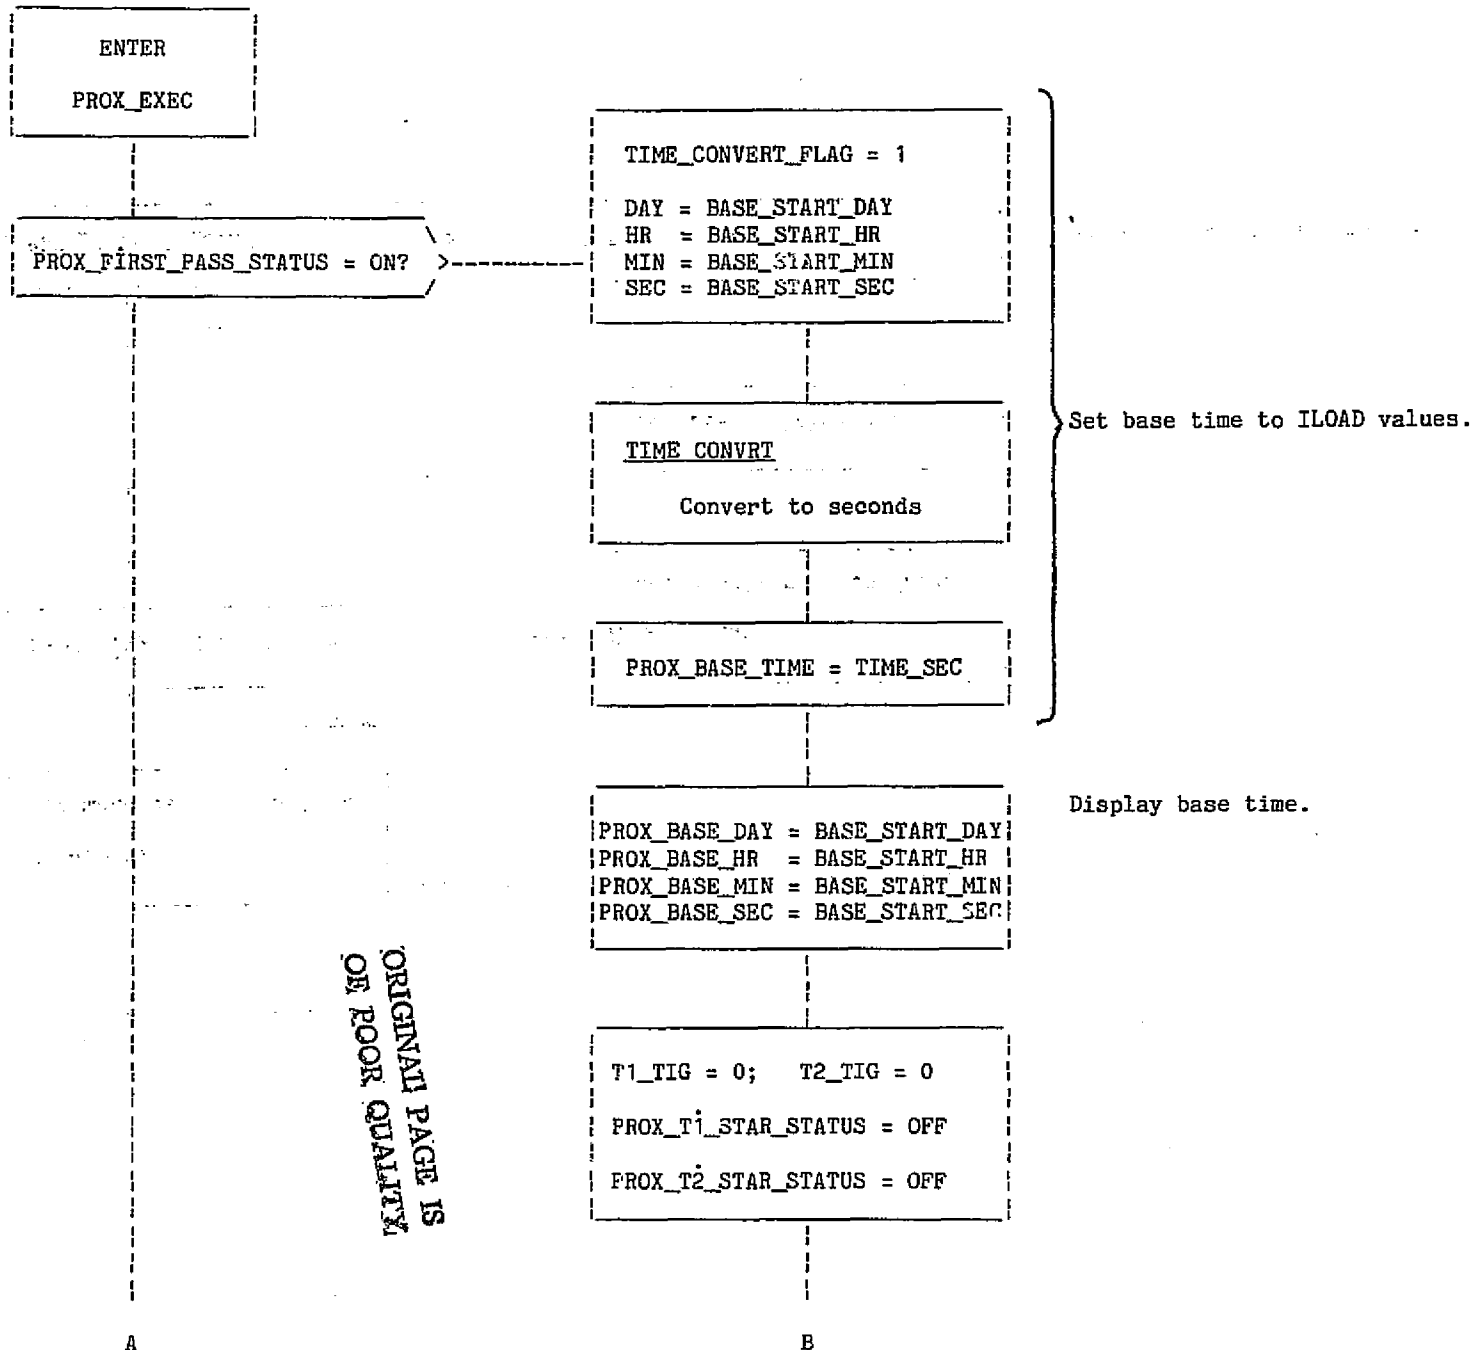 ENTER
PROX_EXEC
PROX_FIRST_PASS_STATUS = ON?
TIME_CONVERT_FLAG = 1
DAY = BASE_START_DAY
HR = BASE_START_HR
MIN = BASE_START_MIN
SEC = BASE_START_SEC
TIME CONVRT
Convert to seconds
PROX_BASE_TIME = TIME_SEC
Set base time to ILOAD values.
PROX_BASE_DAY = BASE_START_DAY
PROX_BASE_HR = BASE_START_HR
PROX_BASE_MIN = BASE_START_MIN
PROX_BASE_SEC = BASE_START_SEC
Display base time.
T1_TIG = 0; T2_TIG = 0
PROX_T1_STAR_STATUS = OFF
PROX_T2_STAR_STATUS = OFF
ORIGINAL PAGE IS
OF POOR QUALITY
A
B